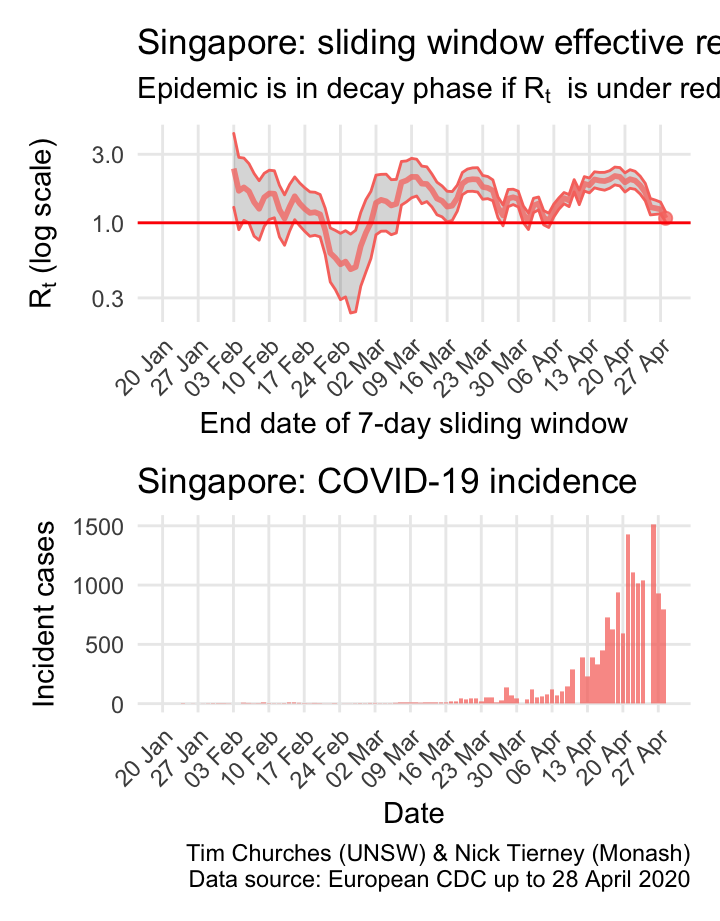 Singapore: sliding window effective re
Epidemic is in decay phase if Rt is under red
Rt (log scale)
3.0
1.0
0.3
20 Jan
27 Jan
03 Feb
10 Feb
17 Feb
24 Feb
02 Mar
09 Mar
16 Mar
23 Mar
30 Mar
06 Apr
13 Apr
20 Apr
27 Apr
End date of 7-day sliding window
Singapore: COVID-19 incidence
Incident cases
1500
1000
500
0
20 Jan
27 Jan
03 Feb
10 Feb
17 Feb
24 Feb
02 Mar
09 Mar
16 Mar
23 Mar
30 Mar
06 Apr
13 Apr
20 Apr
27 Apr
Date
Tim Churches (UNSW) & Nick Tierney (Monash)
Data source: European CDC up to 28 April 2020